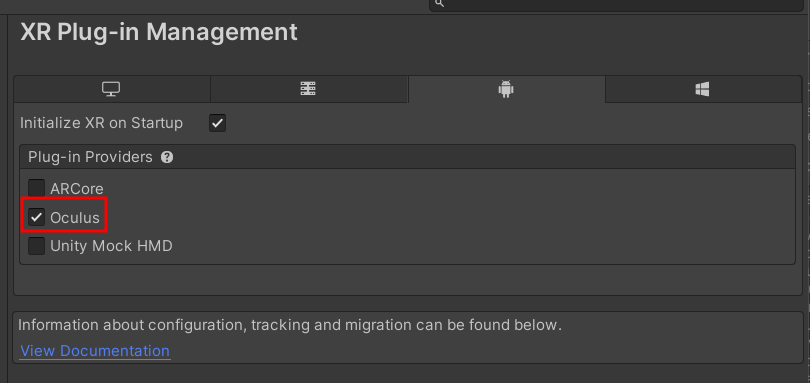 XR Plug-in Management
Initialize XR on Startup
Plug-in Providers
ARCore
Oculus
Unity Mock HMD
Information about configuration, tracking and migration can be found below.
View Documentation